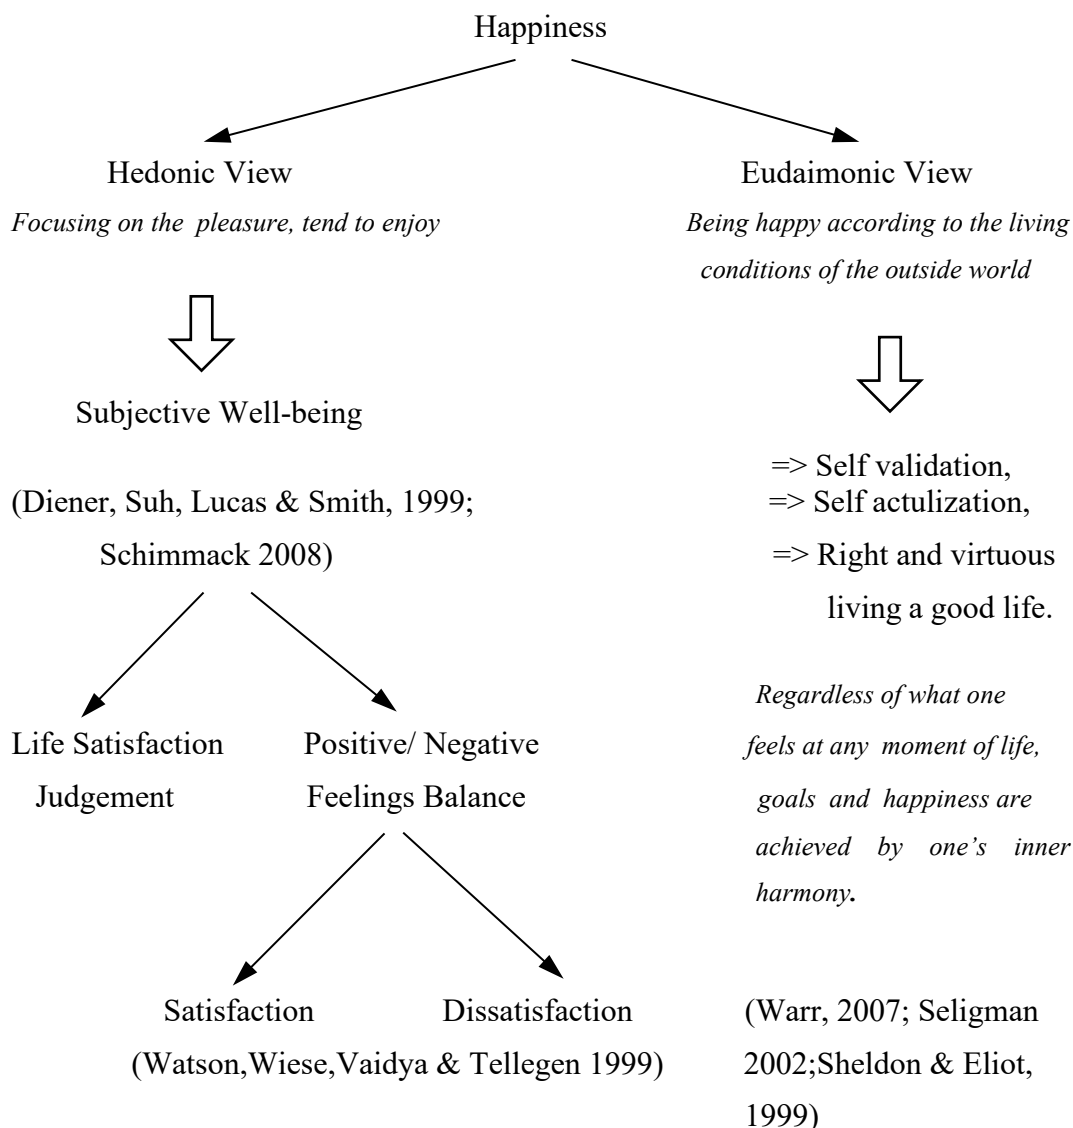 Happiness
Hedonic View
Focusing on the pleasure, tend to enjoy
Subjective Well-being
(Diener, Suh, Lucas & Smith, 1999;
Schimmack 2008)
Life Satisfaction
Judgement
Positive/ Negative
Feelings Balance
Satisfaction
Dissatisfaction
(Watson,Wiese,Vaidya & Tellegen 1999)
Eudaimonic View
Being happy according to the living
conditions of the outside world
=> Self validation,
=> Self actulization,
=> Right and virtuous
living a good life.
Regardless of what one
feels at any moment of life,
goals and happiness are
achieved by one’s inner
harmony.
(Warr, 2007; Seligman
2002;Sheldon & Eliot,
1999)